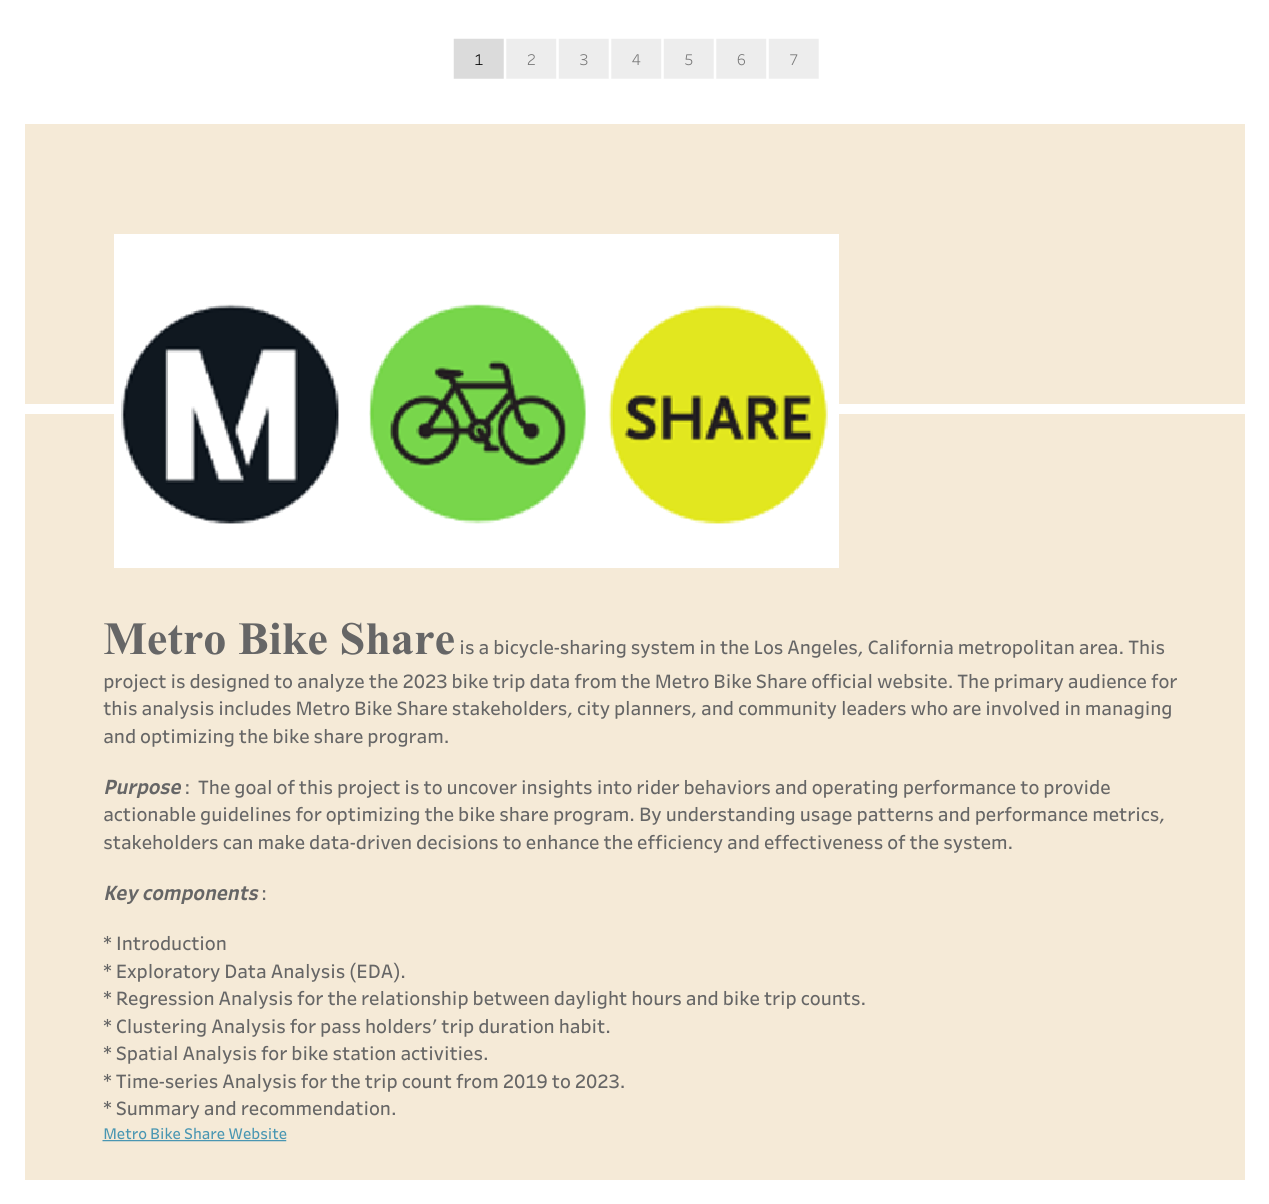 1 2 3 4 5 6 7
M SHARE
Metro Bike Share is a bicycle-sharing system in the Los Angeles, California metropolitan area. This
project is designed to analyze the 2023 bike trip data from the Metro Bike Share official website. The primary audience for
this analysis includes Metro Bike Share stakeholders, city planners, and community leaders who are involved in managing
and optimizing the bike share program.
Purpose :  The goal of this project is to uncover insights into rider behaviors and operating performance to provide
actionable guidelines for optimizing the bike share program. By understanding usage patterns and performance metrics,
stakeholders can make data-driven decisions to enhance the efficiency and effectiveness of the system.
Key components :
* Introduction
* Exploratory Data Analysis (EDA).
* Regression Analysis for the relationship between daylight hours and bike trip counts.
* Clustering Analysis for pass holders’ trip duration habit.
* Spatial Analysis for bike station activities.
* Time-series Analysis for the trip count from 2019 to 2023.
* Summary and recommendation.
Metro Bike Share Website